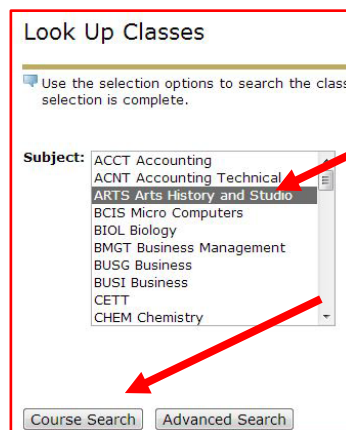 Look Up Classes
Use the selection options to search the clas
selection is complete.
Subject:
ACCT Accounting
ACNT Accounting Technical
ARTS Arts History and Studio
BCIS Micro Computers
BIOL Biology
BMGT Business Management
BUSG Business
BUSI Business
CETT
CHEM Chemistry
Course Search Advanced Search